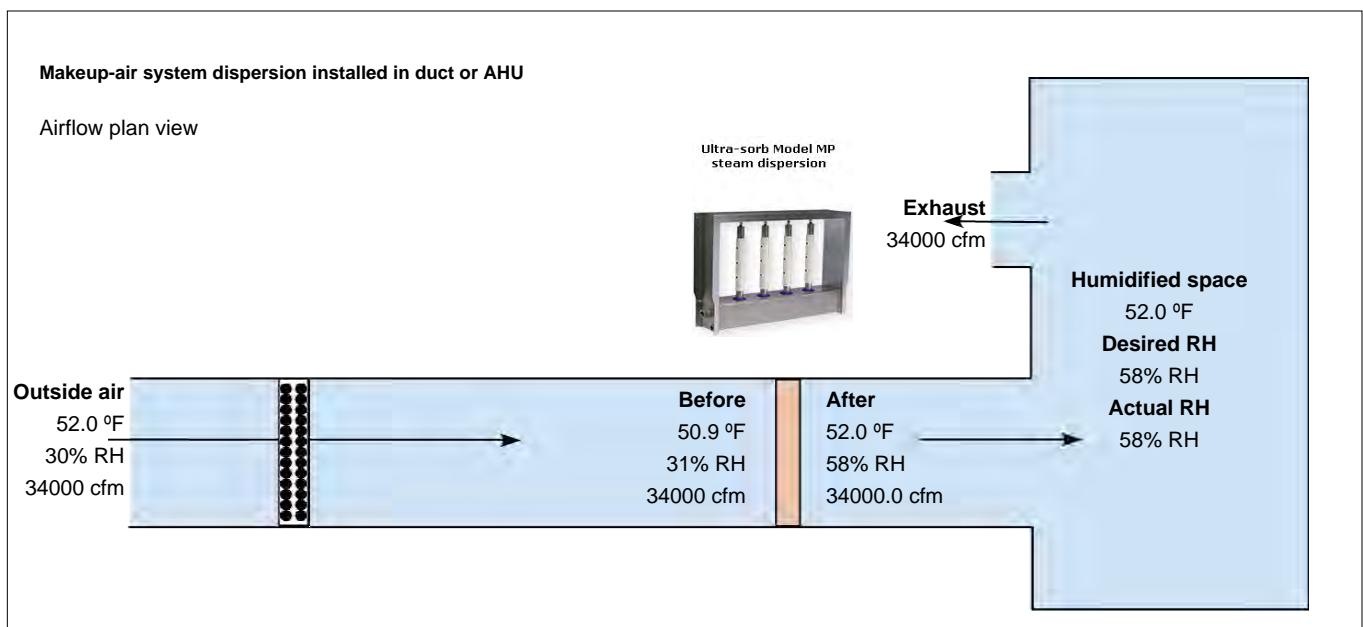 Makeup-air system dispersion installed in duct or AHU
Airflow plan view
Ultra-sorb Model MP
steam dispersion
Exhaust
34000 cfm
Humidified space
52.0 ºF
Desired RH
58% RH
Actual RH
58% RH
Outside air
52.0 ºF
30% RH
34000 cfm
Before
50.9 ºF
31% RH
34000 cfm
After
52.0 ºF
58% RH
34000.0 cfm